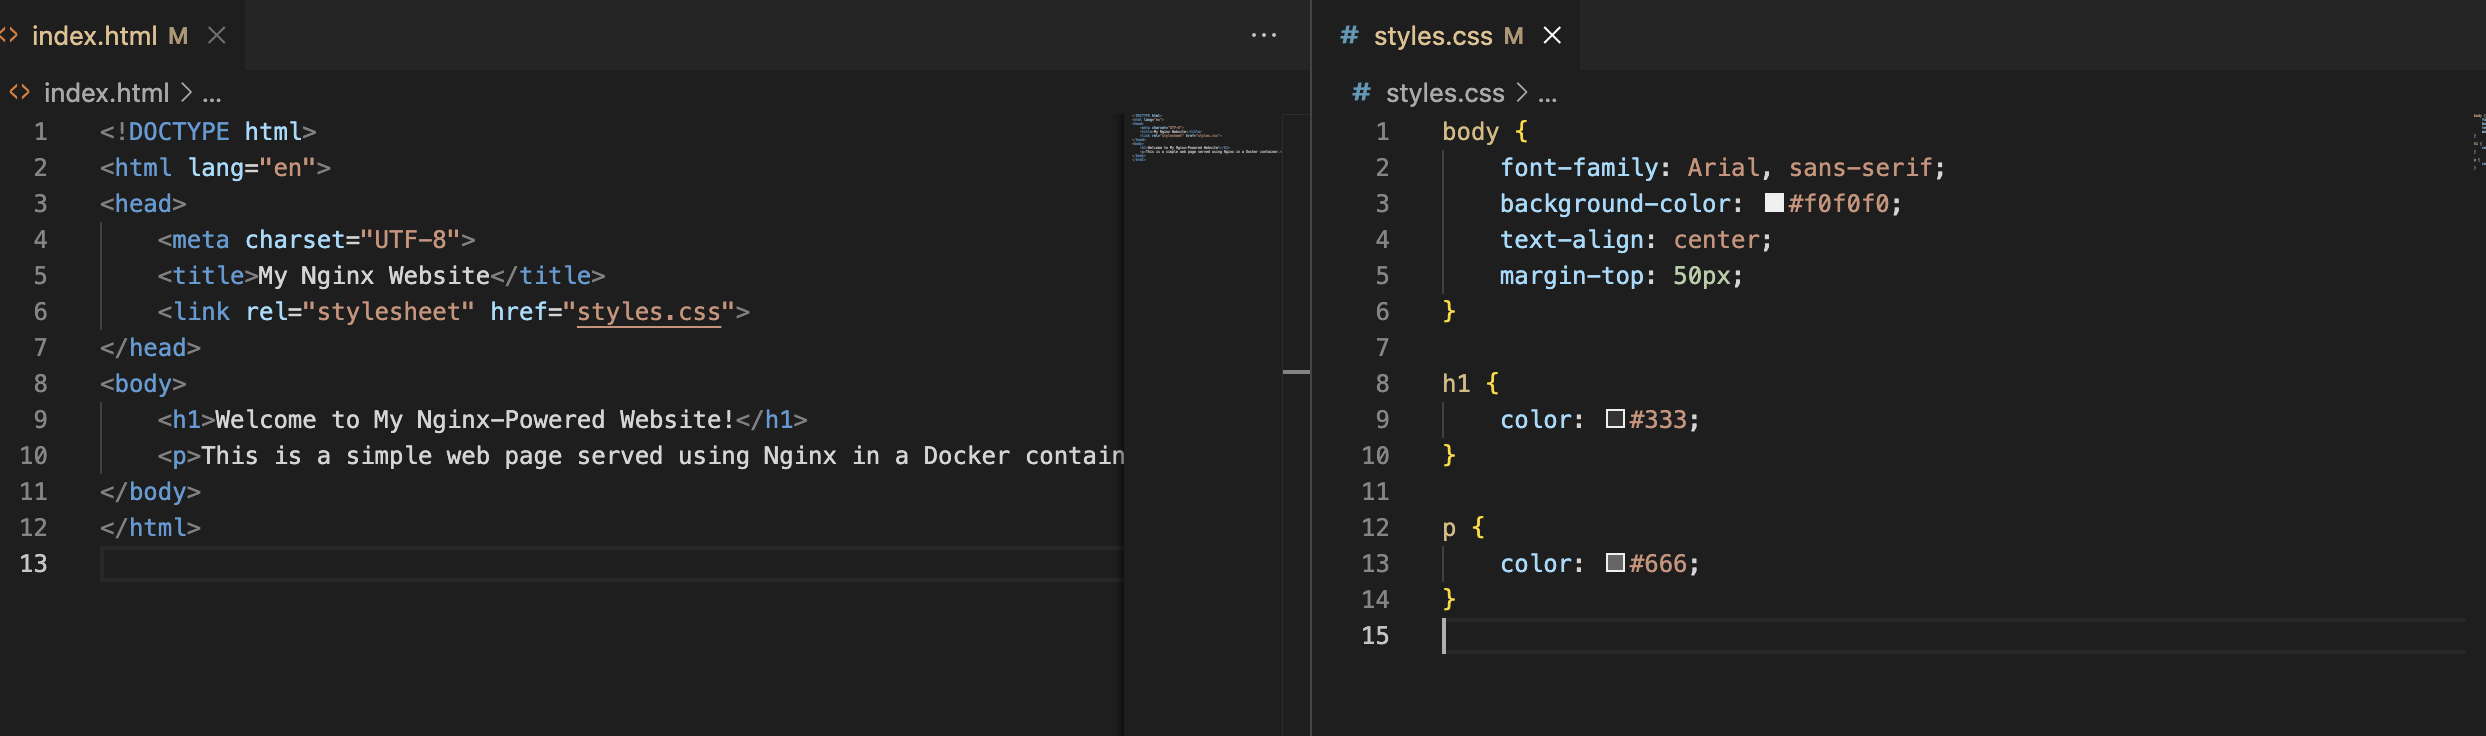 index.html M
index.html > ...
1 <!DOCTYPE html>
2 <html lang="en">
3 <head>
4     <meta charset="UTF-8">
5     <title>My Nginx Website</title>
6     <link rel="stylesheet" href="styles.css">
7 </head>
8 <body>
9     <h1>Welcome to My Nginx-Powered Website!</h1>
10     <p>This is a simple web page served using Nginx in a Docker contain
11 </body>
12 </html>
13
# styles.css M
# styles.css > ...
1 body {
2     font-family: Arial, sans-serif;
3     background-color: #f0f0f0;
4     text-align: center;
5     margin-top: 50px;
6 }
7
8 h1 {
9     color: #333;
10 }
11
12 p {
13     color: #666;
14 }
15